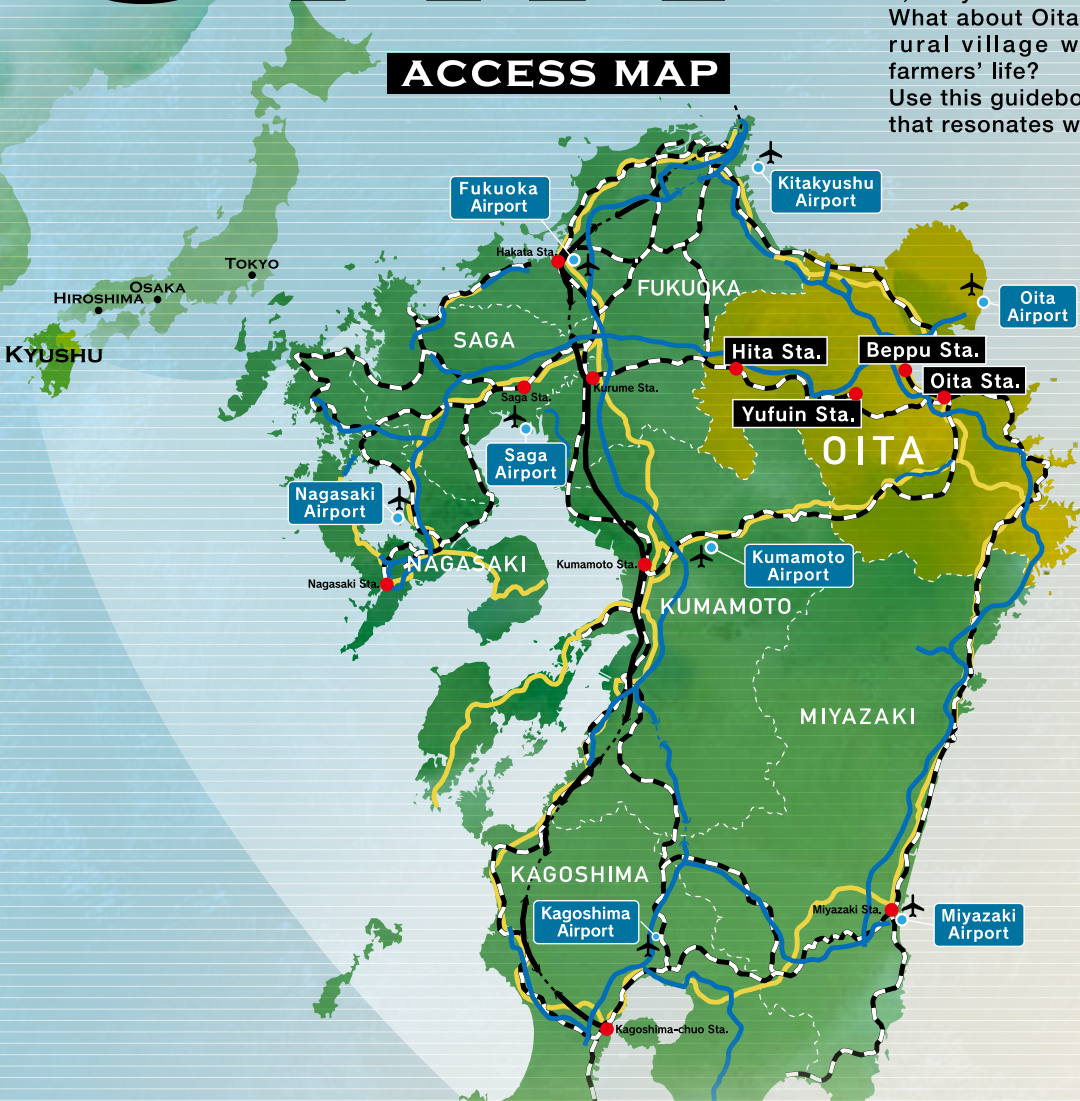 What about Oita
rural village w
farmers' life?
Use this guidebo
that resonates w
ACCESS MAP
Fukuoka
Airport
Kitakyushu
Airport
Hakata Sta.
TOKYO
OSAKA
HIROSHIMA
KYUSHU
FUKUOKA
Oita
Airport
SAGA
Hita Sta.
Beppu Sta.
Oita Sta.
Yufuin Sta.
Kurume Sta.
Saga Sta.
OITA
Saga
Airport
Nagasaki
Airport
Kumamoto
Airport
Kumamoto Sta.
NAGASAKI
Nagasaki Sta.
KUMAMOTO
MIYAZAKI
KAGOSHIMA
Kagoshima
Airport
Miyazaki Sta.
Miyazaki
Airport
Kagoshima-chuo Sta.